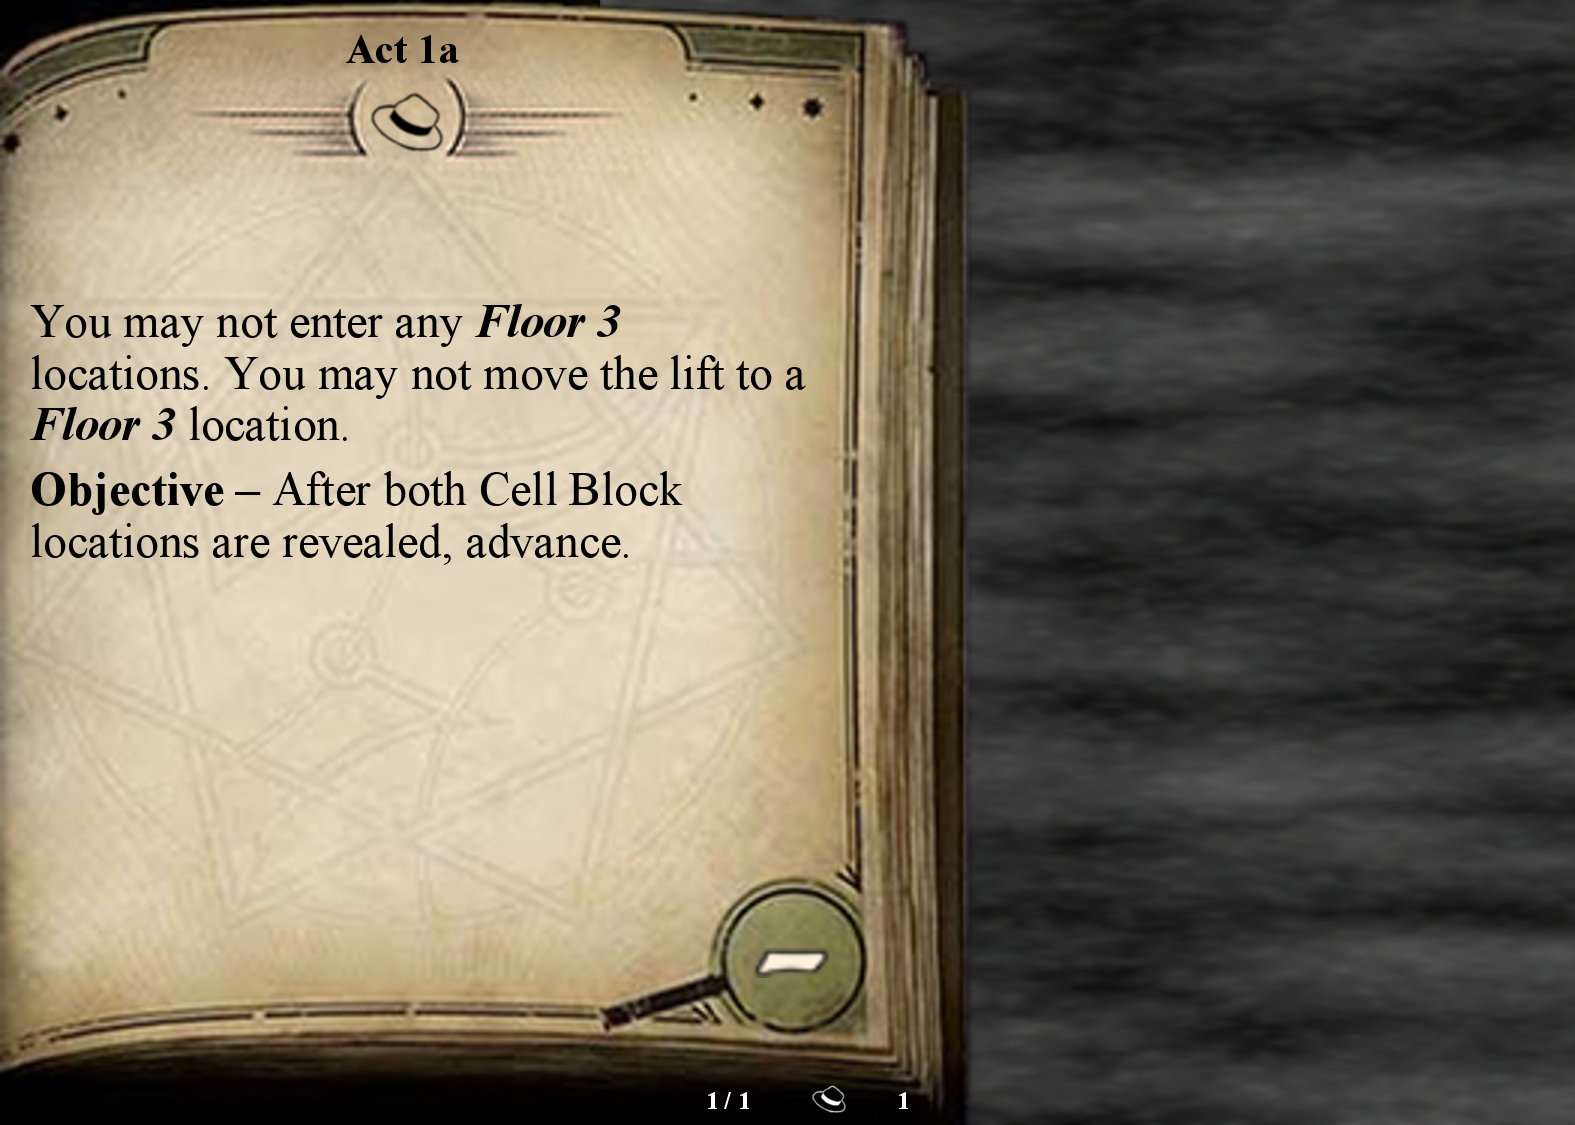 Act 1a
You may not enter any Floor 3
locations. You may not move the lift to a
Floor 3 location.
Objective – After both Cell Block
locations are revealed, advance.
–
1 / 1 1